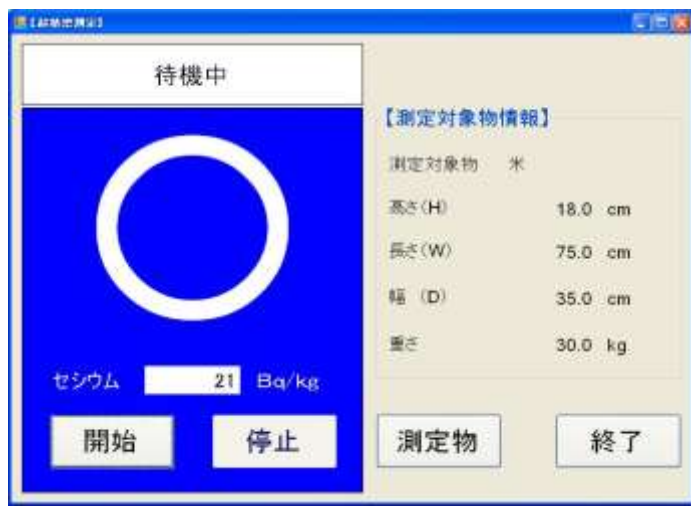 待機中
【測定対象物情報】
測定対象物 米
高さ(H) 18.0 cm
長さ(W) 75.0 cm
幅 (D) 35.0 cm
重さ 30.0 kg
セシウム 21 Bq/kg
開始 停止 測定物 終了